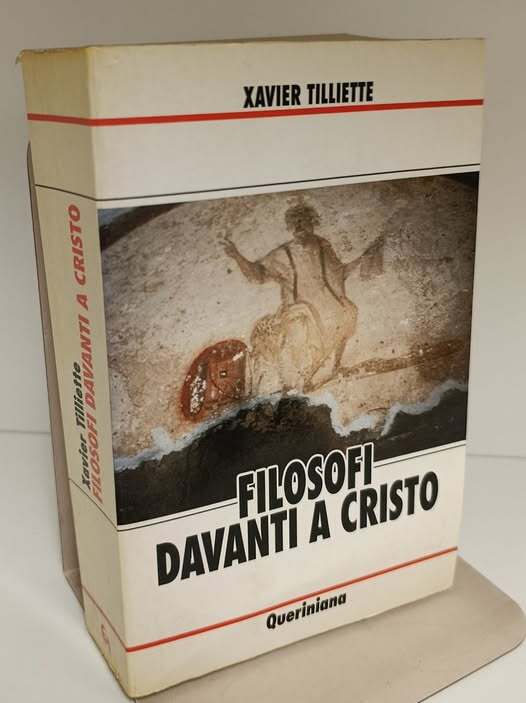 XAVIER TILLIETTE
FILOSOFI
DAVANTI A CRISTO
Queriniana
Xavier Tilliette
FILOSOFI DAVANTI A CRISTO